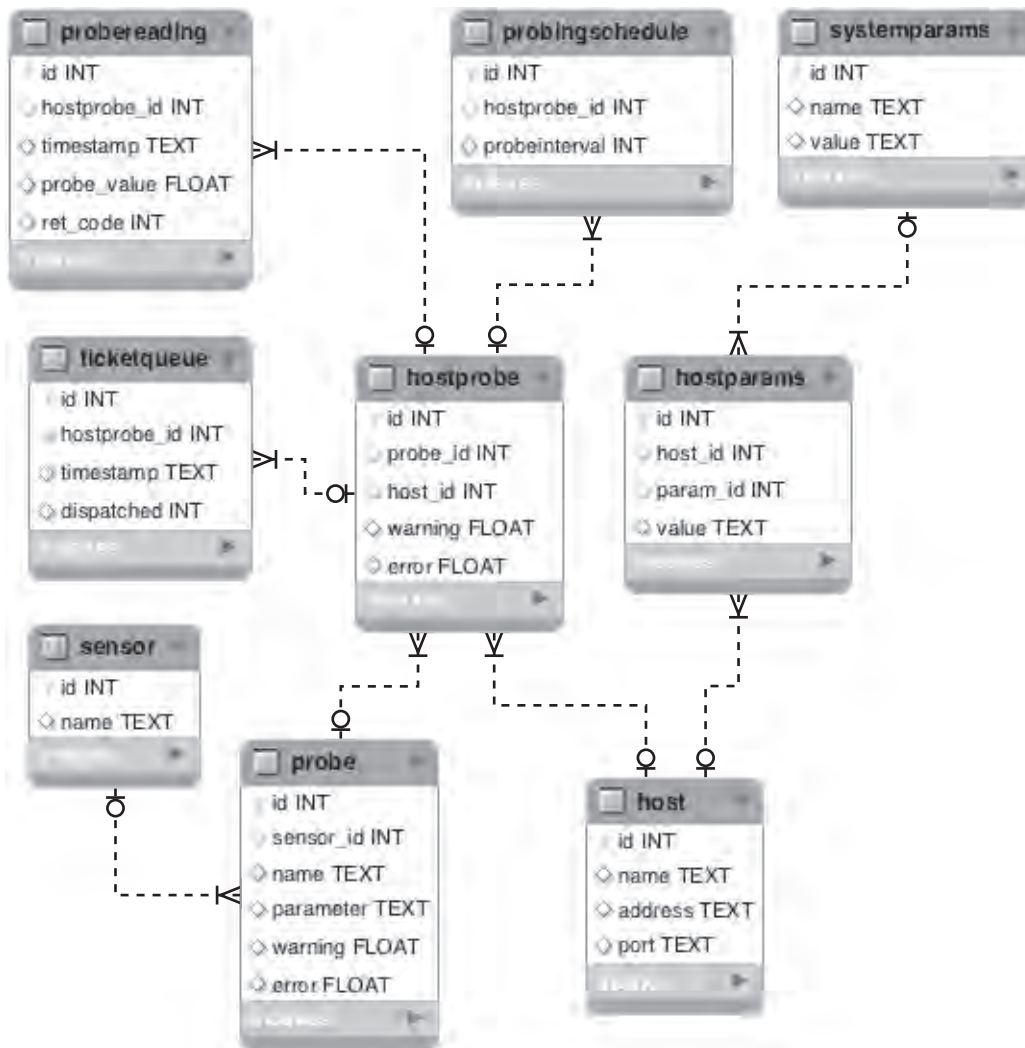 probereading
id INT
hostprobe_id INT
timestamp TEXT
probe_value FLOAT
ret_code INT
probingschedule
id INT
hostprobe_id INT
probeinterval INT
systemparams
id INT
name TEXT
value TEXT
ticketqueue
id INT
hostprobe_id INT
timestamp TEXT
dispatched INT
hostprobe
id INT
probe_id INT
host_id INT
warning FLOAT
error FLOAT
hostparams
id INT
host_id INT
param_id INT
value TEXT
sensor
id INT
name TEXT
probe
id INT
sensor_id INT
name TEXT
parameter TEXT
warning FLOAT
error FLOAT
host
id INT
name TEXT
address TEXT
port TEXT